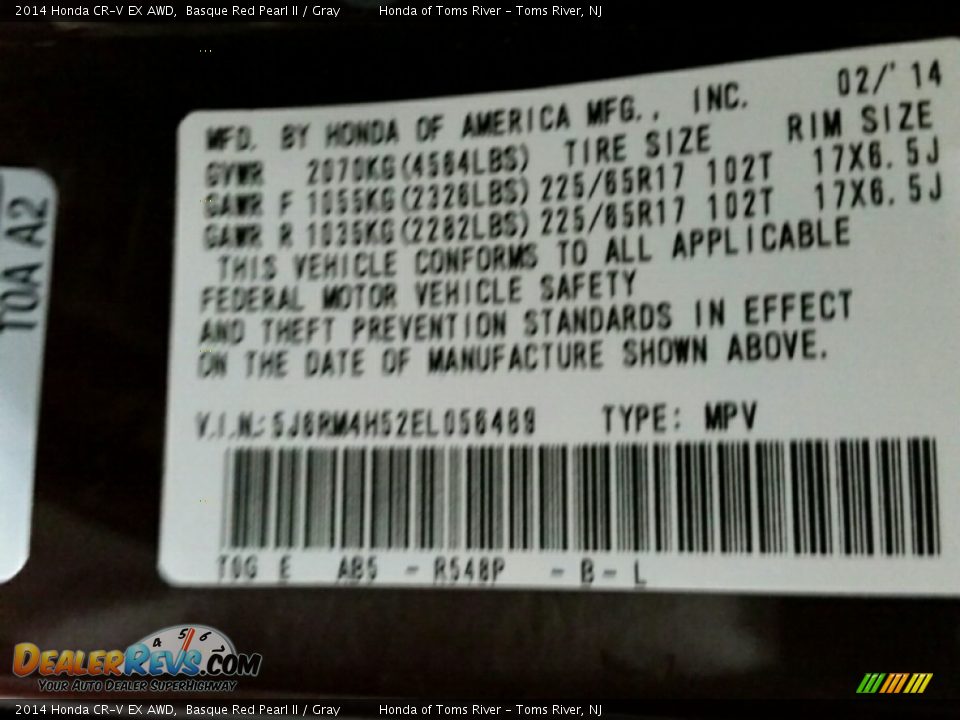 2014 Honda CR-V EX AWD, Basque Red Pearl II / Gray Honda of Toms River - Toms River, NJ
02/'14
MFD. BY HONDA OF AMERICA MFG., INC.
GVWR 2070KG(4564LBS) TIRE SIZE RIM SIZE
GAWR F 1055KG(2326LBS) 225/65R17 102T 17X6.5J
GAWR R 1035KG(2282LBS) 225/65R17 102T 17X6.5J
THIS VEHICLE CONFORMS TO ALL APPLICABLE
FEDERAL MOTOR VEHICLE SAFETY
AND THEFT PREVENTION STANDARDS IN EFFECT
ON THE DATE OF MANUFACTURE SHOWN ABOVE.
V.I.N.: 5J6RM4H52EL056489 TYPE: MPV
T0G E AB5 - R548P - B - L
T0A A2
4 5 6 7
DEALERREVS.COM
YOUR AUTO DEALER SUPERHIGHWAY
2014 Honda CR-V EX AWD, Basque Red Pearl II / Gray Honda of Toms River - Toms River, NJ